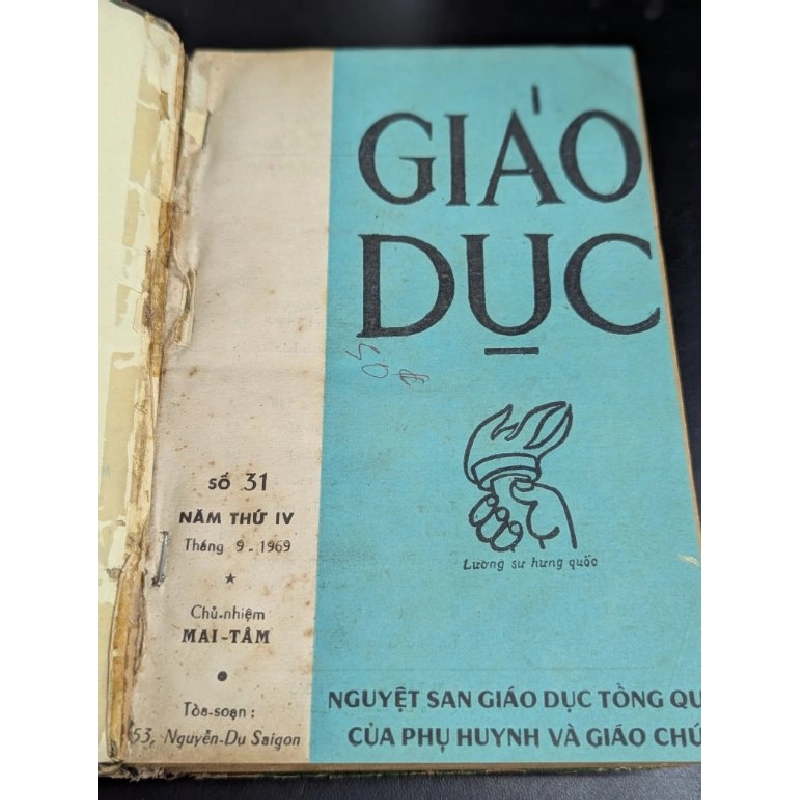 GIÁO
DỤC
Số 31
NĂM THỨ IV
Tháng 9 - 1969
Chủ-nhiệm
MAI-TÂM
Tòa-soạn :
53, Nguyễn-Du Saigon
Lương sư hưng quốc
NGUYỆT SAN GIÁO DỤC TỔNG QU
CỦA PHỤ HUYNH VÀ GIÁO CHỨ